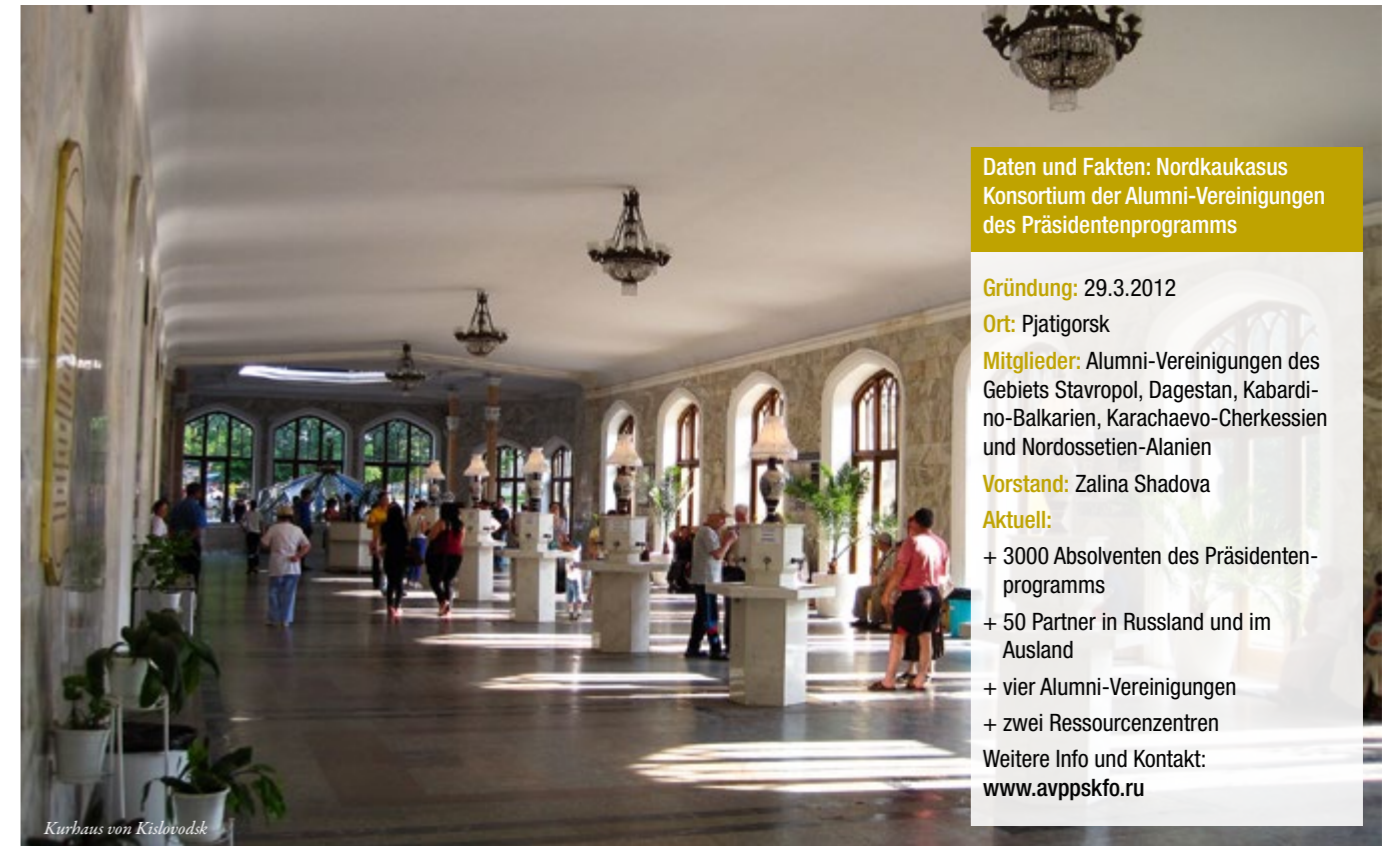 Daten und Fakten: Nordkaukasus
Konsortium der Alumni-Vereinigungen
des Präsidentenprogramms
Gründung: 29.3.2012
Ort: Pjatigorsk
Mitglieder: Alumni-Vereinigungen des
Gebiets Stavropol, Dagestan, Kabardi-
no-Balkarien, Karachaevo-Cherkessien
und Nordossetien-Alanien
Vorstand: Zalina Shadova
Aktuell:
+ 3000 Absolventen des Präsidenten-
programms
+ 50 Partner in Russland und im
Ausland
+ vier Alumni-Vereinigungen
+ zwei Ressourcenzentren
Weitere Info und Kontakt:
www.avppskfo.ru
Kurhaus von Kislovodsk